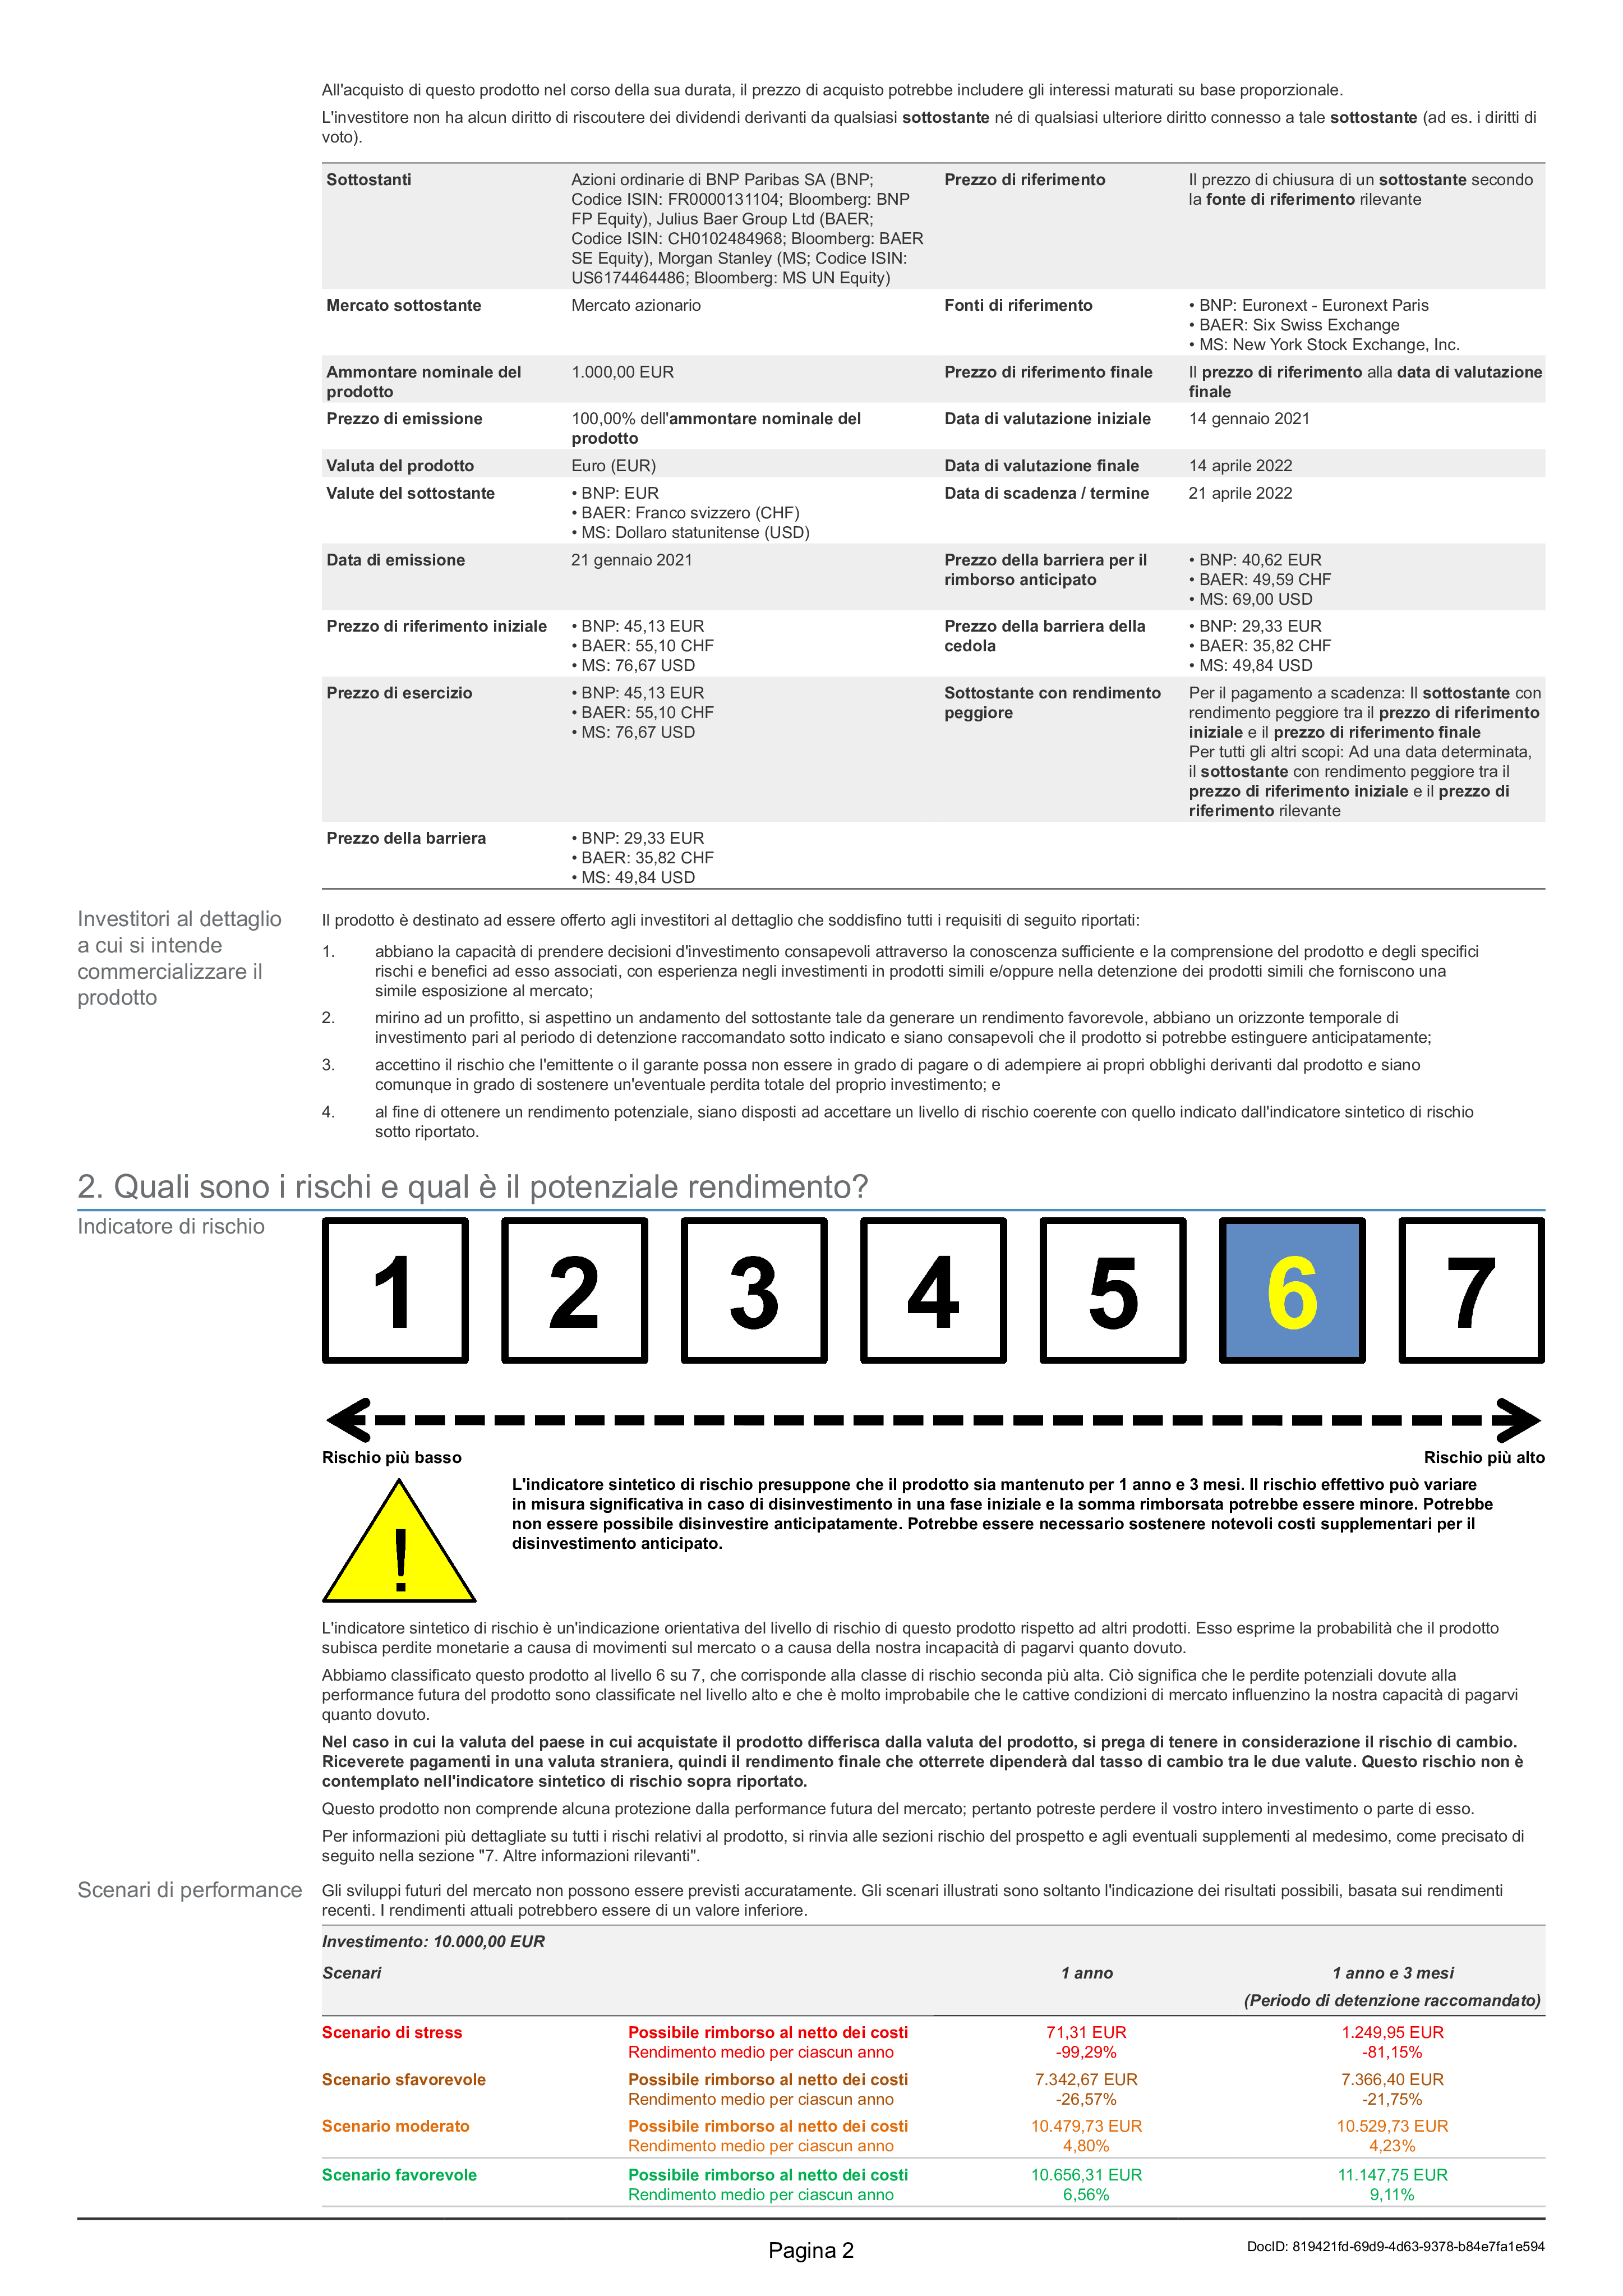 All'acquisto di questo prodotto nel corso della sua durata, il prezzo di acquisto potrebbe includere gli interessi maturati su base proporzionale.
L'investitore non ha alcun diritto di riscoutere dei dividendi derivanti da qualsiasi sottostante né di qualsiasi ulteriore diritto connesso a tale sottostante (ad es. i diritti di
voto).
Sottostanti
Azioni ordinarie di BNP Paribas SA (BNP;
Codice ISIN: FR0000131104; Bloomberg: BNP
FP Equity), Julius Baer Group Ltd (BAER;
Codice ISIN: CH0102484968; Bloomberg: BAER
SE Equity), Morgan Stanley (MS; Codice ISIN:
US6174464486; Bloomberg: MS UN Equity)
Prezzo di riferimento
Il prezzo di chiusura di un sottostante secondo
la fonte di riferimento rilevante
Mercato sottostante
Mercato azionario
Fonti di riferimento
• BNP: Euronext - Euronext Paris
• BAER: Six Swiss Exchange
• MS: New York Stock Exchange, Inc.
Ammontare nominale del
prodotto
1.000,00 EUR
Prezzo di riferimento finale
Il prezzo di riferimento alla data di valutazione
finale
Prezzo di emissione
100,00% dell'ammontare nominale del
prodotto
Data di valutazione iniziale
14 gennaio 2021
Valuta del prodotto
Euro (EUR)
Data di valutazione finale
14 aprile 2022
Valute del sottostante
• BNP: EUR
• BAER: Franco svizzero (CHF)
• MS: Dollaro statunitense (USD)
Data di scadenza / termine
21 aprile 2022
Data di emissione
21 gennaio 2021
Prezzo della barriera per il
rimborso anticipato
• BNP: 40,62 EUR
• BAER: 49,59 CHF
• MS: 69,00 USD
Prezzo di riferimento iniziale
• BNP: 45,13 EUR
• BAER: 55,10 CHF
• MS: 76,67 USD
Prezzo della barriera della
cedola
• BNP: 29,33 EUR
• BAER: 35,82 CHF
• MS: 49,84 USD
Prezzo di esercizio
• BNP: 45,13 EUR
• BAER: 55,10 CHF
• MS: 76,67 USD
Sottostante con rendimento
peggiore
Per il pagamento a scadenza: Il sottostante con
rendimento peggiore tra il prezzo di riferimento
iniziale e il prezzo di riferimento finale
Per tutti gli altri scopi: Ad una data determinata,
il sottostante con rendimento peggiore tra il
prezzo di riferimento iniziale e il prezzo di
riferimento rilevante
Prezzo della barriera
• BNP: 29,33 EUR
• BAER: 35,82 CHF
• MS: 49,84 USD
Investitori al dettaglio
a cui si intende
commercializzare il
prodotto
Il prodotto è destinato ad essere offerto agli investitori al dettaglio che soddisfino tutti i requisiti di seguito riportati:
1. abbiano la capacità di prendere decisioni d'investimento consapevoli attraverso la conoscenza sufficiente e la comprensione del prodotto e degli specifici
rischi e benefici ad esso associati, con esperienza negli investimenti in prodotti simili e/oppure nella detenzione dei prodotti simili che forniscono una
simile esposizione al mercato;
2. mirino ad un profitto, si aspettino un andamento del sottostante tale da generare un rendimento favorevole, abbiano un orizzonte temporale di
investimento pari al periodo di detenzione raccomandato sotto indicato e siano consapevoli che il prodotto si potrebbe estinguere anticipatamente;
3. accettino il rischio che l'emittente o il garante possa non essere in grado di pagare o di adempiere ai propri obblighi derivanti dal prodotto e siano
comunque in grado di sostenere un'eventuale perdita totale del proprio investimento; e
4. al fine di ottenere un rendimento potenziale, siano disposti ad accettare un livello di rischio coerente con quello indicato dall'indicatore sintetico di rischio
sotto riportato.
2. Quali sono i rischi e qual è il potenziale rendimento?
Indicatore di rischio
1 2 3 4 5 6 7
Rischio più basso
Rischio più alto
!
L'indicatore sintetico di rischio presuppone che il prodotto sia mantenuto per 1 anno e 3 mesi. Il rischio effettivo può variare
in misura significativa in caso di disinvestimento in una fase iniziale e la somma rimborsata potrebbe essere minore. Potrebbe
non essere possibile disinvestire anticipatamente. Potrebbe essere necessario sostenere notevoli costi supplementari per il
disinvestimento anticipato.
L'indicatore sintetico di rischio è un'indicazione orientativa del livello di rischio di questo prodotto rispetto ad altri prodotti. Esso esprime la probabilità che il prodotto
subisca perdite monetarie a causa di movimenti sul mercato o a causa della nostra incapacità di pagarvi quanto dovuto.
Abbiamo classificato questo prodotto al livello 6 su 7, che corrisponde alla classe di rischio seconda più alta. Ciò significa che le perdite potenziali dovute alla
performance futura del prodotto sono classificate nel livello alto e che è molto improbabile che le cattive condizioni di mercato influenzino la nostra capacità di pagarvi
quanto dovuto.
Nel caso in cui la valuta del paese in cui acquistate il prodotto differisca dalla valuta del prodotto, si prega di tenere in considerazione il rischio di cambio.
Riceverete pagamenti in una valuta straniera, quindi il rendimento finale che otterrete dipenderà dal tasso di cambio tra le due valute. Questo rischio non è
contemplato nell'indicatore sintetico di rischio sopra riportato.
Questo prodotto non comprende alcuna protezione dalla performance futura del mercato; pertanto potreste perdere il vostro intero investimento o parte di esso.
Per informazioni più dettagliate su tutti i rischi relativi al prodotto, si rinvia alle sezioni rischio del prospetto e agli eventuali supplementi al medesimo, come precisato di
seguito nella sezione "7. Altre informazioni rilevanti".
Scenari di performance
Gli sviluppi futuri del mercato non possono essere previsti accuratamente. Gli scenari illustrati sono soltanto l'indicazione dei risultati possibili, basata sui rendimenti
recenti. I rendimenti attuali potrebbero essere di un valore inferiore.
Investimento: 10.000,00 EUR
Scenari 1 anno 1 anno e 3 mesi
(Periodo di detenzione raccomandato)
Scenario di stress Possibile rimborso al netto dei costi 71,31 EUR 1.249,95 EUR
Rendimento medio per ciascun anno -99,29% -81,15%
Scenario sfavorevole Possibile rimborso al netto dei costi 7.342,67 EUR 7.366,40 EUR
Rendimento medio per ciascun anno -26,57% -21,75%
Scenario moderato Possibile rimborso al netto dei costi 10.479,73 EUR 10.529,73 EUR
Rendimento medio per ciascun anno 4,80% 4,23%
Scenario favorevole Possibile rimborso al netto dei costi 10.656,31 EUR 11.147,75 EUR
Rendimento medio per ciascun anno 6,56% 9,11%
Pagina 2
DocID: 819421fd-69d9-4d63-9378-b84e7fa1e594